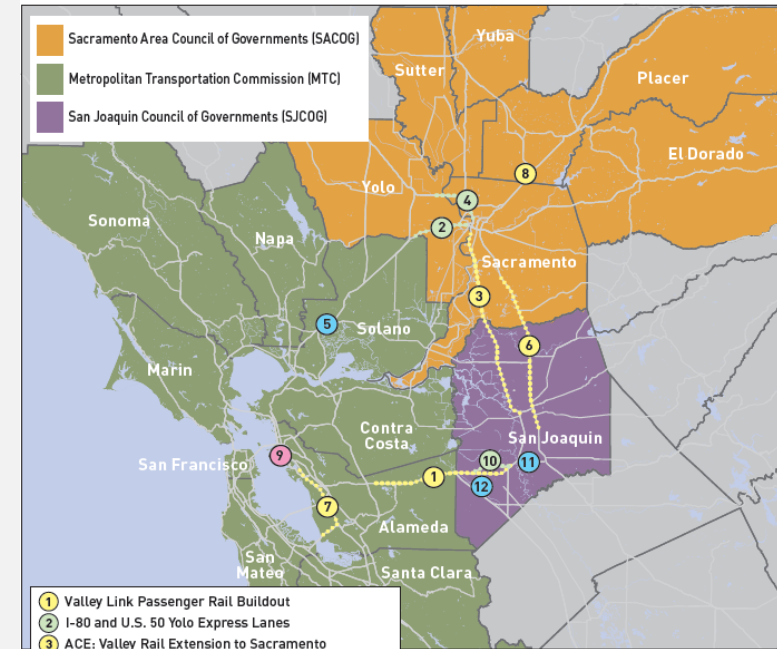 Sacramento Area Council of Governments (SACOG)
Metropolitan Transportation Commission (MTC)
San Joaquin Council of Governments (SJCOG)
Yuba
Sutter
Placer
El Dorado
8
Yolo
4
2
Sonoma
Napa
Sacramento
3
5
Solano
6
Marin
Contra
Costa
San Joaquin
San Francisco
9
10
11
1
12
7
Alameda
San
Mateo
Santa Clara
1 Valley Link Passenger Rail Buildout
2 I-80 and U.S. 50 Yolo Express Lanes
3 ACE: Valley Rail Extension to Sacramento